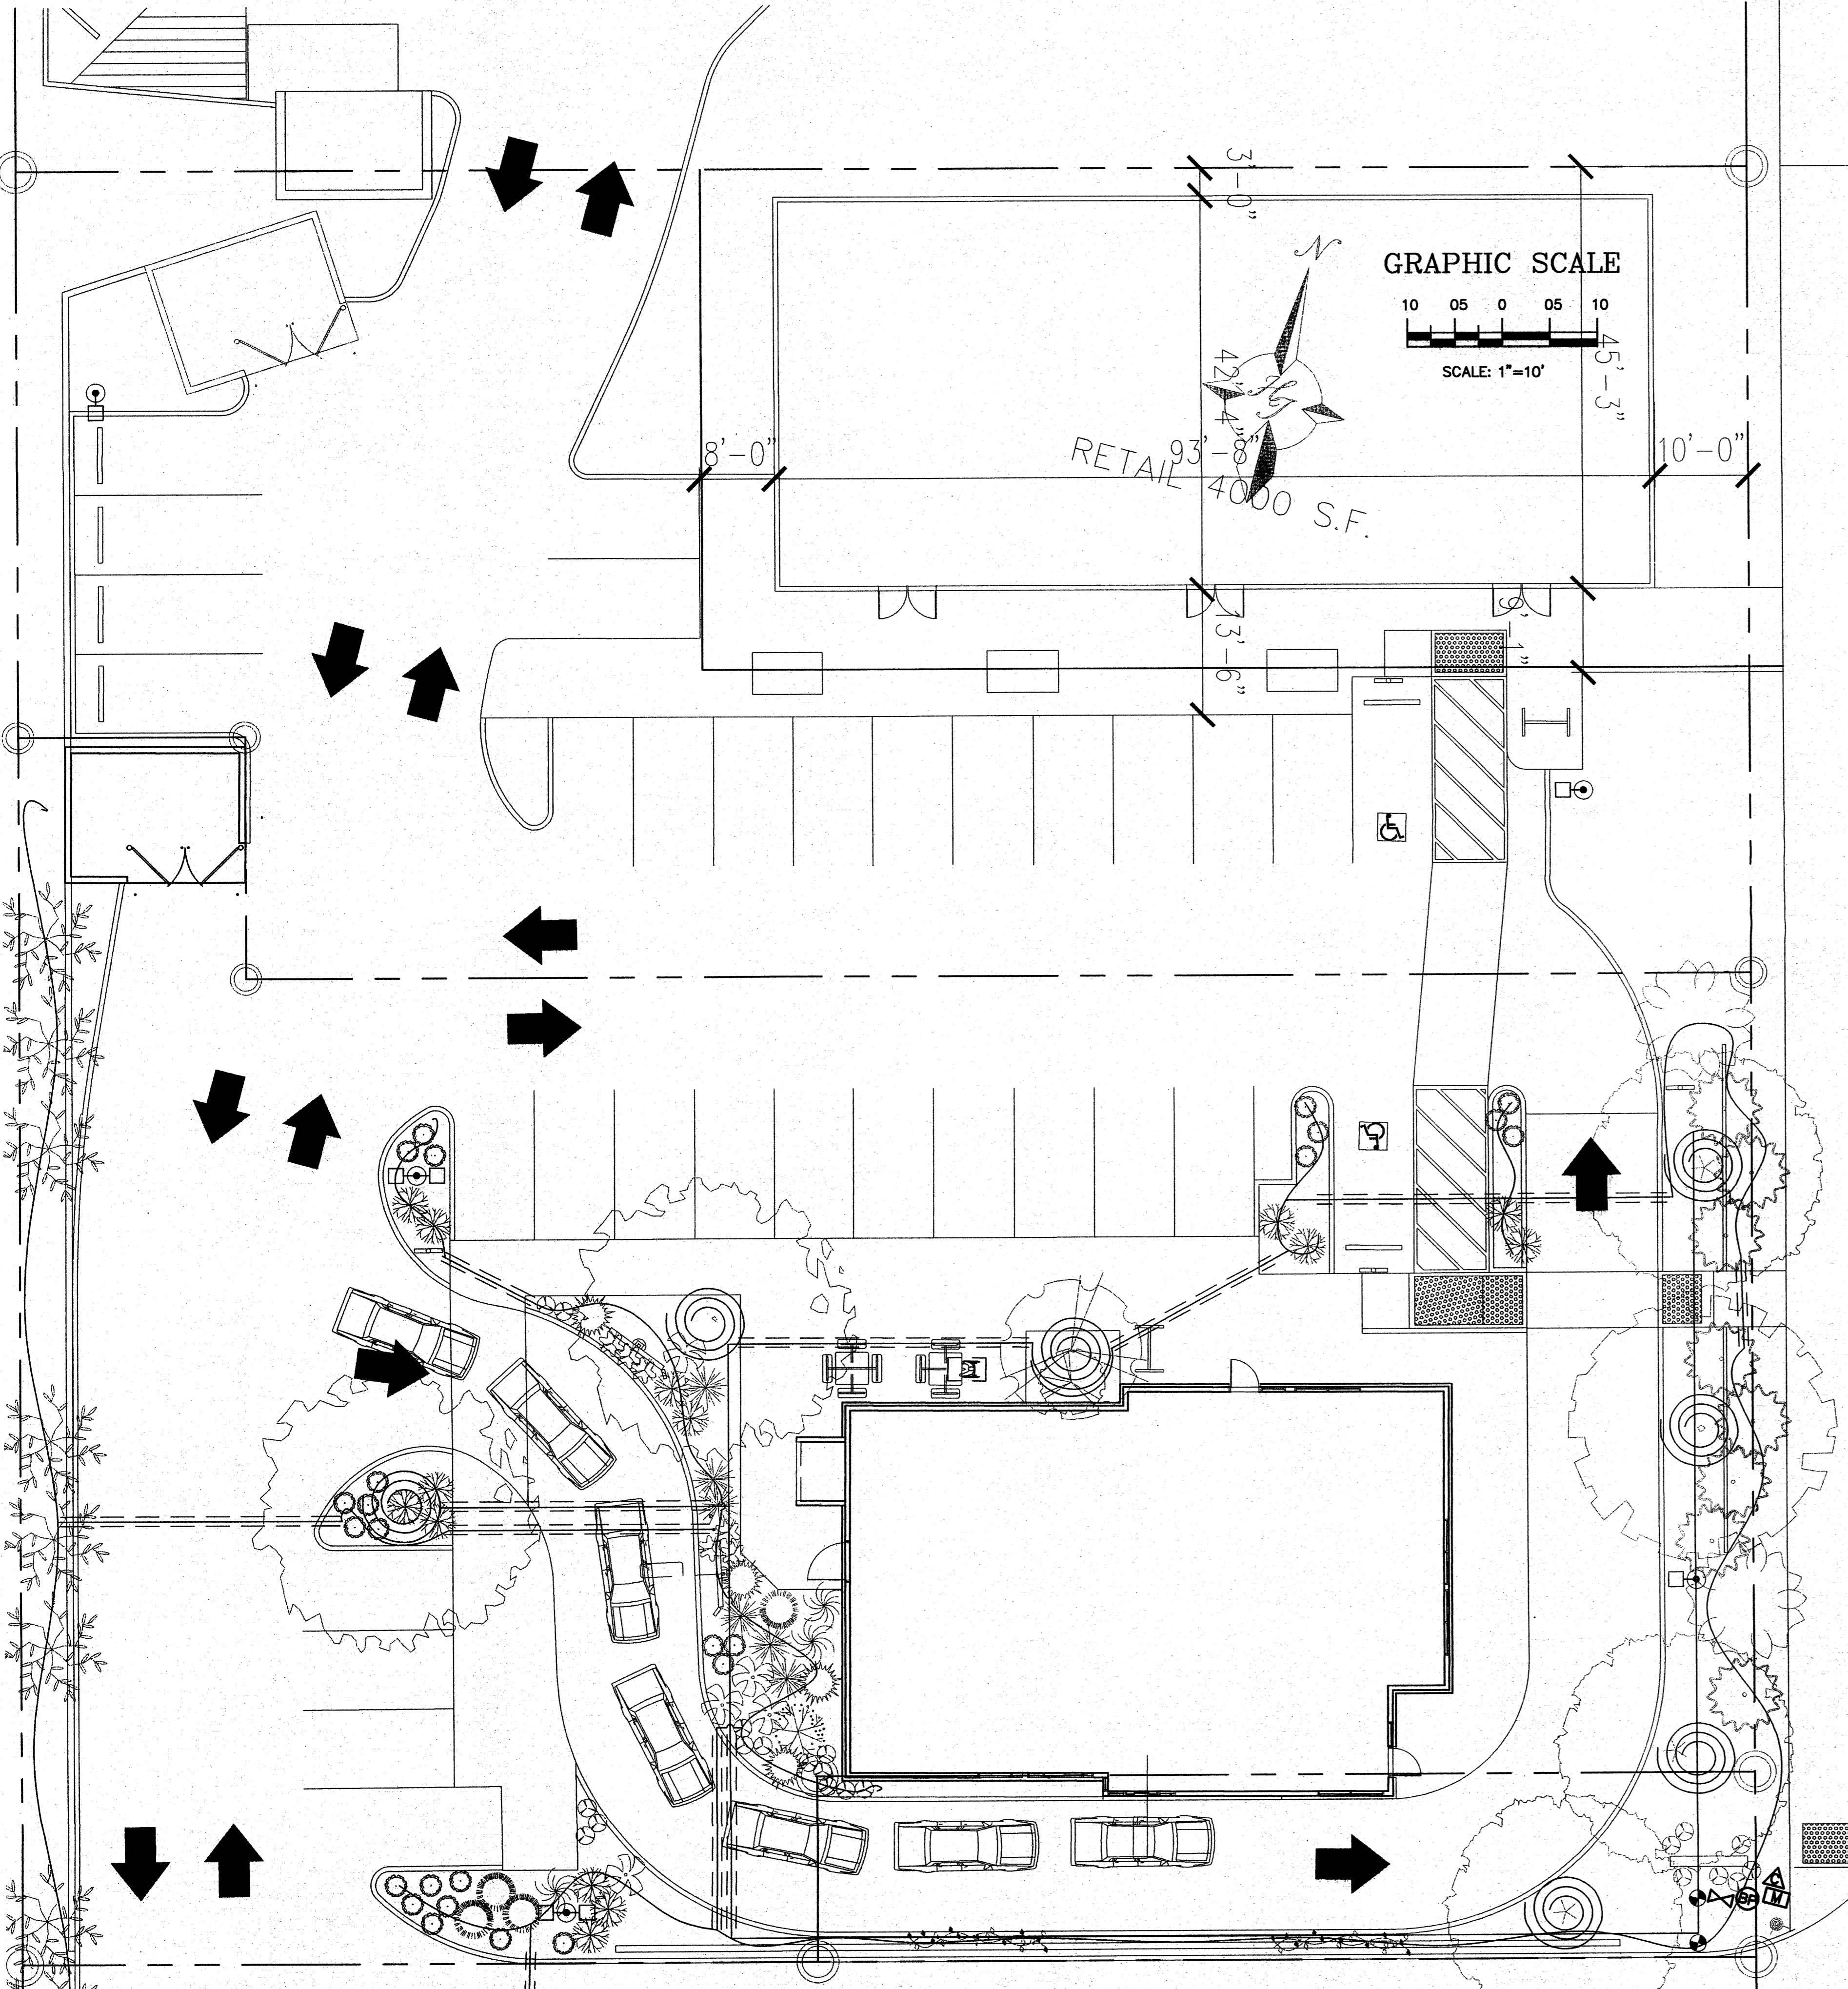 3'-0"
N
GRAPHIC SCALE
10 05 0 05 10
SCALE: 1"=10'
42'-4"
45'-3"
8'-0"
93'-8"
10'-0"
RETAIL 4000 S.F.
9'-1"
13'-6"
C
BF
M